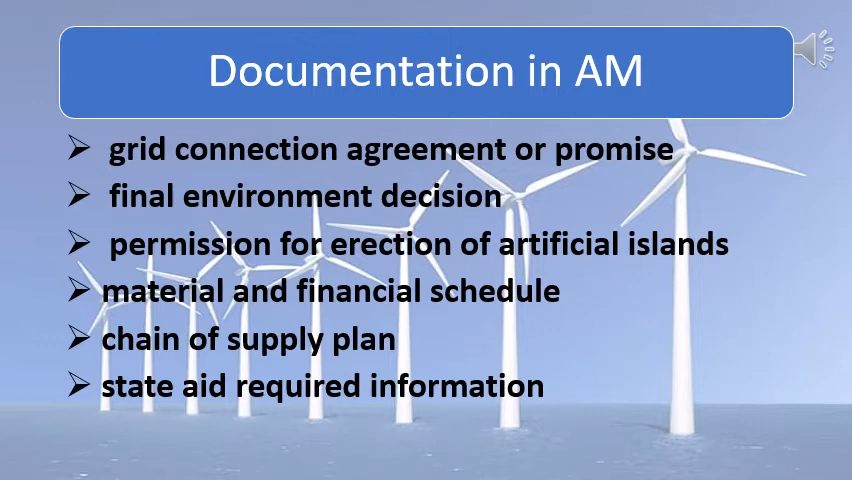 Documentation in AM
➢ grid connection agreement or promise
➢ final environment decision
➢ permission for erection of artificial islands
➢ material and financial schedule
➢ chain of supply plan
➢ state aid required information